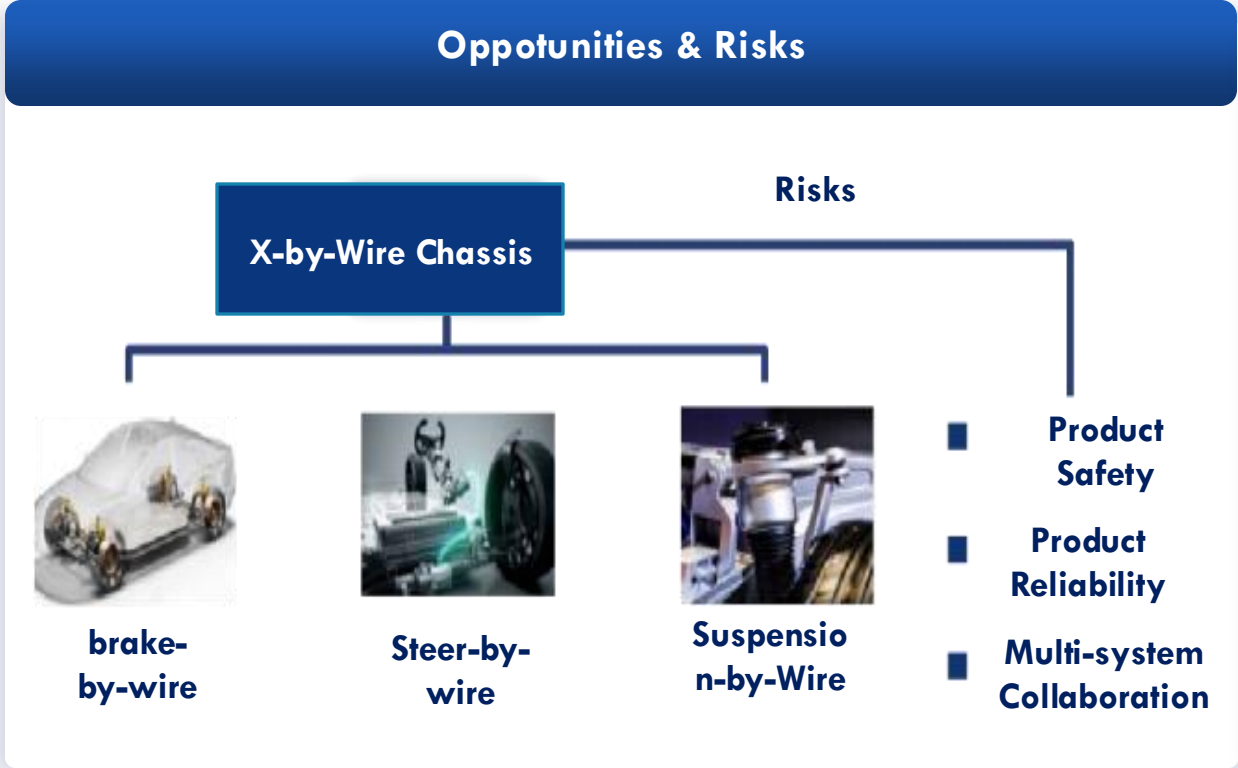 Oppotunities & Risks
Risks
X-by-Wire Chassis
brake-
by-wire
Steer-by-
wire
Suspensio
n-by-Wire
Product
Safety
Product
Reliability
Multi-system
Collaboration